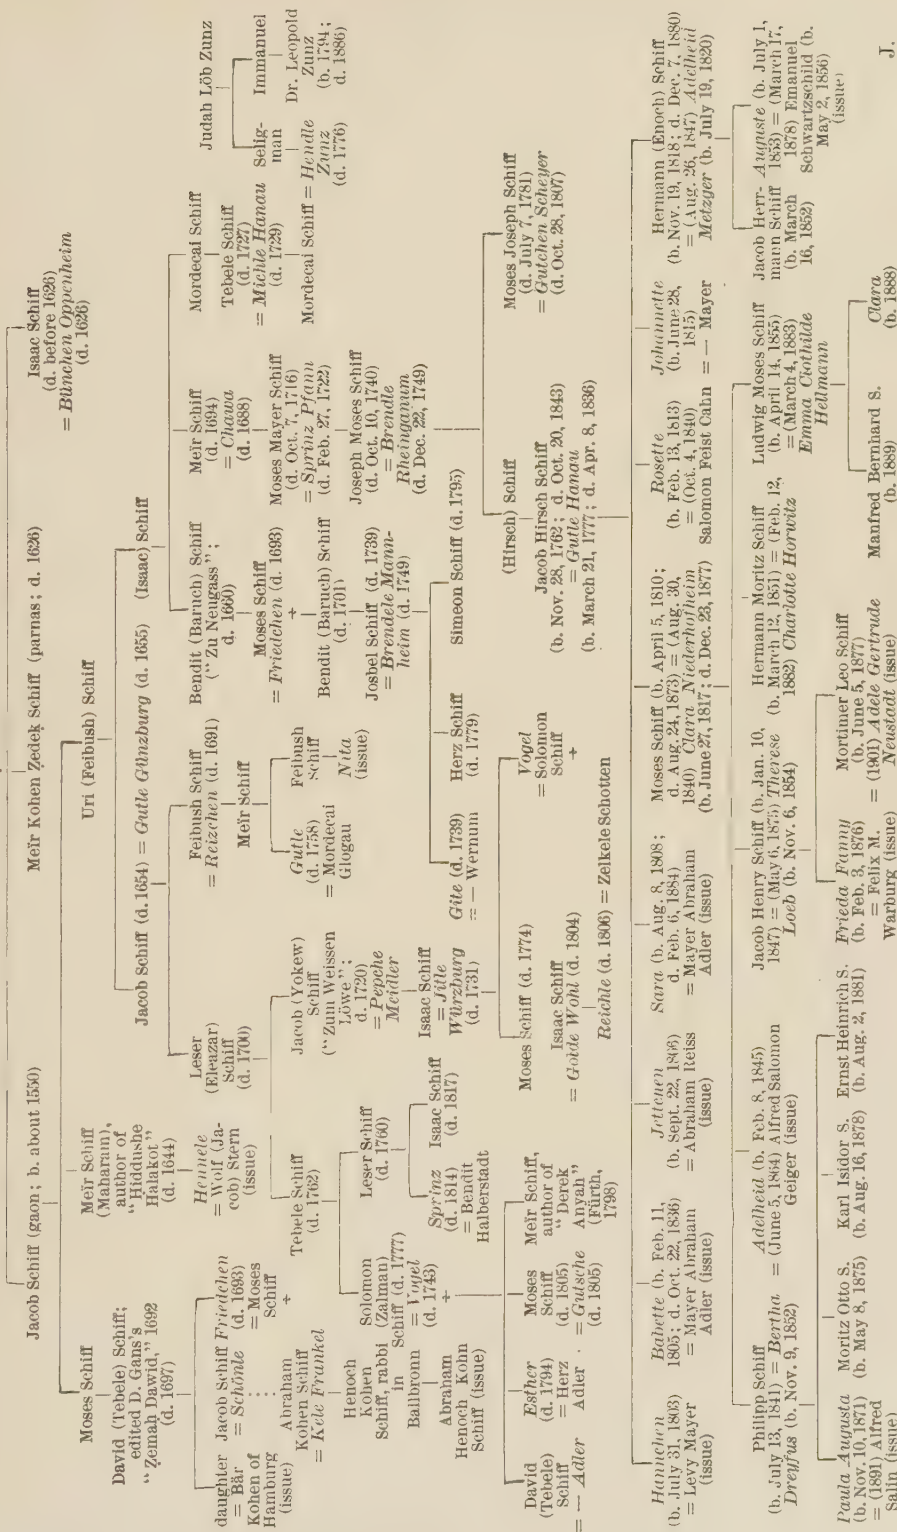 Meïr Kohen Ẓedek Schiff (parnas; d. 1626)
Jacob Schiff (gaon; b. about 1550)
Uri (Feibush) Schiff
Isaac Schiff
(d. before 1626)
= Bünchen Oppenheim
(d. 1626)
Moses Schiff
Meïr Schiff
(Maharam),
author of
"Hiddushe
Halakot"
(d. 1644)
Jacob Schiff (d. 1654) = Gutle Günzburg (d. 1655)
(Isaac) Schiff
Judah Löb Zunz
David (Tebele) Schiff;
edited D. Gans's
"Ẓemaḥ Dawid," 1692
(d. 1697)
Hennele
= Wolf (Ja-
cob) Stern
(issue)
Leser
(Eleazar)
Schiff
(d. 1700)
Feibush Schiff
= Reizchen (d. 1691)
Bendit (Baruch) Schiff
("Zu Neugass";
d. 1660)
Meïr Schiff
(d. 1694)
= Chawa
(d. 1688)
Mordecai Schiff
Selig-
man
Immanuel
daughter
= Bär
Kohen of
Hamburg
(issue)
Jacob Schiff
= Schönle
:
:
Abraham
Kohen Schiff
= Kele Frankel
Friedchen
(d. 1693)
= Moses
Schiff
+
Tebele Schiff
(d. 1762)
Jacob (Yokew)
Schiff
("Zum Weissen
Löwe";
d. 1720)
= Pepche
Meidler
Meïr Schiff
Moses Schiff
= Friedchen (d. 1693)
+
Moses Mayer Schiff
(d. Oct. 7, 1716)
= Sprinz Pfann
(d. Feb. 27, 1722)
Tebele Schiff
(d. 1727)
= Michle Hanau
(d. 1729)
Hendle
Zunz
(d. 1776)
Dr. Leopold
Zunz
(b. 1794;
d. 1886)
Henoch
Kohen
Schiff, rabbi
in
Ballbronn
Solomon
(Zalman)
Schiff (d. 1777)
= Vogel
(d. 1743)
+
Leser Schiff
(d. 1760)
Isaac Schiff
= Jitle
Würzburg
(d. 1731)
Gutle
(d. 1758)
= Mordecai
Glogau
Feibush
Schiff
Nita
(issue)
Bendit (Baruch) Schiff
(d. 1701)
Joseph Moses Schiff
(d. Oct. 10, 1740)
= Brendle
Rheinganum
(d. Dec. 22, 1749)
Mordecai Schiff =
Abraham
Henoch Kohn
Schiff (issue)
Sprinz
(d. 1814)
= Bendit
Halberstadt
Isaac Schiff
(d. 1817)
Josbel Schiff (d. 1739)
= Brendele Mann-
heim (d. 1749)
David
(Tebele)
Schiff
= — Adler
Esther
(d. 1794)
= Herz
Adler
Moses
Schiff
(d. 1805)
= Gutsche
(d. 1805)
Meïr Schiff,
author of
"Derek
Anyah"
(Fürth,
1798)
Moses Schiff (d. 1774)
Isaac Schiff
= Goide Wohl (d. 1804)
Reichle (d. 1806) = Zelkele Schotten
Gite (d. 1739)
= — Wernum
Herz Schiff
(d. 1779)
Vogel
= Solomon
Schiff
+
Simeon Schiff (d. 1795)
(Hirsch) Schiff
Moses Joseph Schiff
(d. July 7, 1781)
= Gutchen Scheyer
(d. Oct. 28, 1807)
Jacob Hirsch Schiff
(b. Nov. 28, 1762; d. Oct. 20, 1843)
= Gutle Hanau
(b. March 21, 1777; d. Apr. 8, 1836)
Hannchen
(b. July 31, 1803)
= Levy Mayer
(issue)
Babette (b. Feb. 11,
1805; d. Oct. 22, 1836)
= Mayer Abraham
Adler (issue)
Jettchen
(b. Sept. 22, 1806)
= Abraham Reiss
(issue)
Sara (b. Aug. 8, 1808;
d. Feb. 6, 1884)
= Mayer Abraham
Adler (issue)
Moses Schiff (b. April 5, 1810;
d. Aug. 24, 1873) = (Aug. 30,
1840) Clara Niederhofheim
(b. June 27, 1817; d. Dec. 23, 1877)
Rosette
(b. Feb. 13, 1813)
= (Oct. 4, 1840)
Salomon Feist Cahn
Johannette
(b. June 28,
1815)
= — Mayer
Hermann (Enoch) Schiff
(b. Nov. 19, 1818; d. Dec. 7, 1880)
= (Aug. 26, 1847) Adelheid
Metzger (b. July 19, 1820)
Philipp Schiff
(b. July 13, 1841) = Bertha
Dreyfus (b. Nov. 9, 1852)
Adelheid (b. Feb. 8, 1845)
= (June 5, 1864) Alfred Salomon
Geiger (issue)
Jacob Henry Schiff (b. Jan. 10,
1847) = (May 6, 1875) Therese
Loeb (b. Nov. 6, 1854)
Hermann Moritz Schiff
(b. March 12, 1851) = (Feb. 12,
1882) Charlotte Horwitz
Ludwig Moses Schiff
(b. April 14, 1855)
= (March 4, 1883)
Emma Clothilde
Hellmann
Jacob Herr-
mann Schiff
(b. March
16, 1852)
Auguste (b. July 1,
1853) = (March 17,
1878) Emanuel
Schwartzschild (b.
May 2, 1856)
(issue)
Paula Augusta
(b. Nov. 10, 1871)
= (1891) Alfred
Salin (issue)
Moritz Otto S.
(b. May 8, 1875)
Karl Isidor S.
(b. Aug. 16, 1878)
Ernst Heinrich S.
(b. Aug. 2, 1881)
Frieda Fanny
(b. Feb. 3, 1876)
= Felix M.
Warburg (issue)
Mortimer Leo Schiff
(b. June 5, 1877)
= (1901) Adele Gertrude
Neustadt (issue)
Manfred Bernhard S.
(b. 1889)
Clara
(b. 1888)
J.